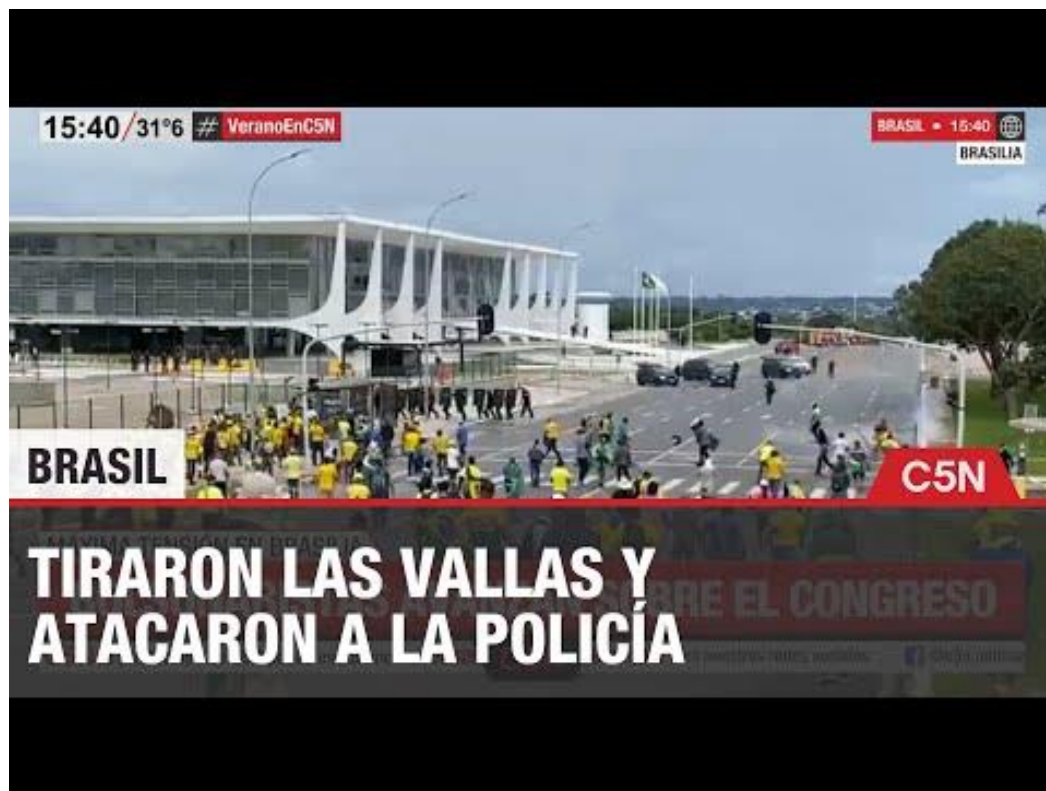 15:40/31°6 # VeranoEnC5N
BRASIL • 15:40
BRASILIA
BRASIL
C5N
MÁXIMA TENSIÓN EN BRASILIA
TIRARON LAS VALLAS Y
SOBRE EL CONGRESO
ATACARON A LA POLICÍA